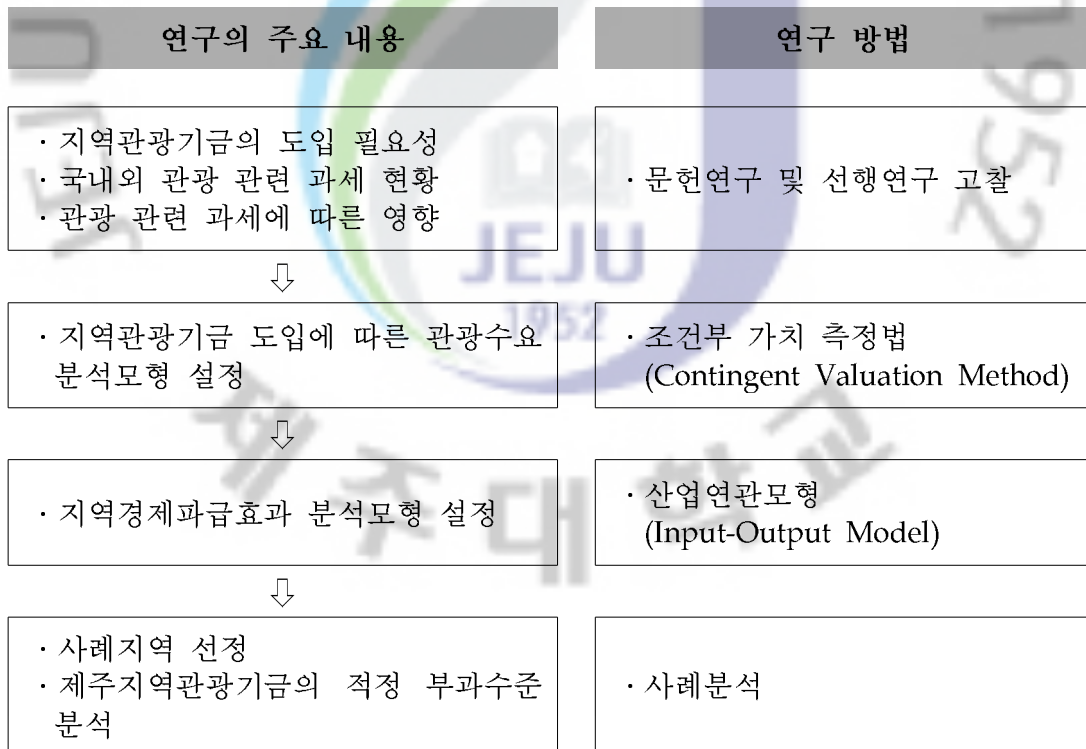 연구의 주요 내용
연구 방법
· 지역관광기금의 도입 필요성
· 국내외 관광 관련 과세 현황
· 관광 관련 과세에 따른 영향
· 문헌연구 및 선행연구 고찰
· 지역관광기금 도입에 따른 관광수요
분석모형 설정
· 조건부 가치 측정법
(Contingent Valuation Method)
· 지역경제파급효과 분석모형 설정
· 산업연관모형
(Input-Output Model)
· 사례지역 선정
· 제주지역관광기금의 적정 부과수준
분석
· 사례분석
JEJU
1952
제주대학교
1952